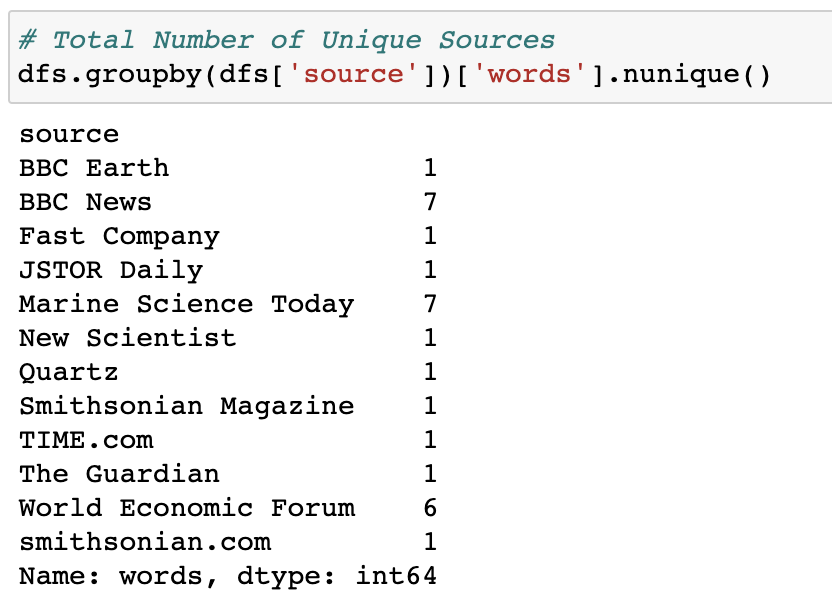 # Total Number of Unique Sources
dfs.groupby(dfs['source'])['words'].nunique()
source
BBC Earth 1
BBC News 7
Fast Company 1
JSTOR Daily 1
Marine Science Today 7
New Scientist 1
Quartz 1
Smithsonian Magazine 1
TIME.com 1
The Guardian 1
World Economic Forum 6
smithsonian.com 1
Name: words, dtype: int64